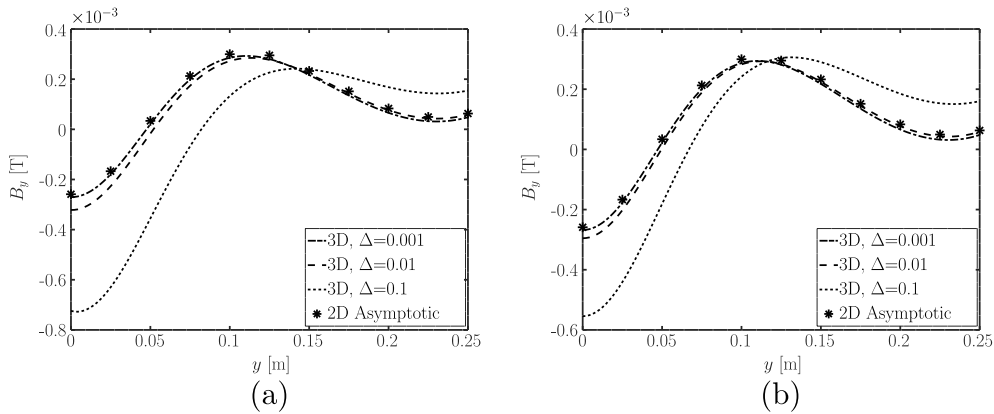 ×10⁻³
0.4
0.2
0
-0.2
-0.4
-0.6
-0.8
B_y [T]
0 0.05 0.1 0.15 0.2 0.25
y [m]
3D, Δ=0.001
3D, Δ=0.01
3D, Δ=0.1
2D Asymptotic
(a)
×10⁻³
0.4
0.2
0
-0.2
-0.4
-0.6
B_y [T]
0 0.05 0.1 0.15 0.2 0.25
y [m]
3D, Δ=0.001
3D, Δ=0.01
3D, Δ=0.1
2D Asymptotic
(b)